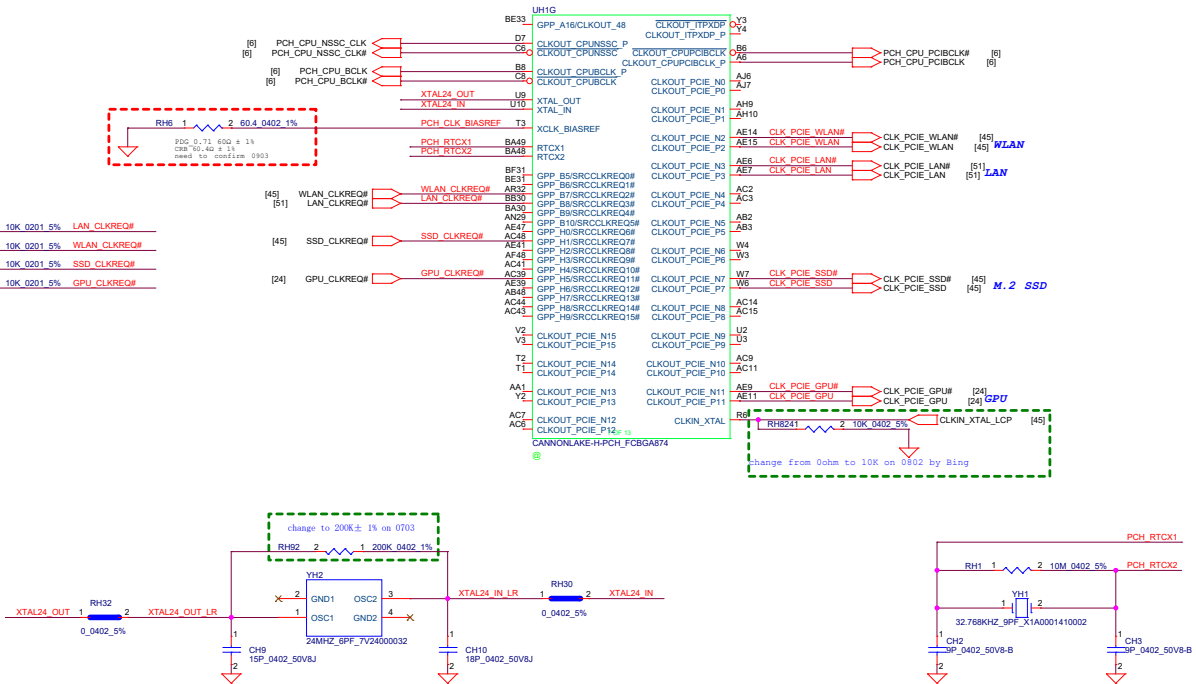 UH1G
BE33 GPP_A16/CLKOUT_48 CLKOUT_ITPXDP Y3
CLKOUT_ITPXDP_P Y4
[6] PCH_CPU_NSSC_CLK D7 CLKOUT_CPUNSSC_P
[6] PCH_CPU_NSSC_CLK# C6 CLKOUT_CPUNSSC CLKOUT_CPUPCIBCLK B6 PCH_CPU_PCIBCLK# [6]
CLKOUT_CPUPCIBCLK_P A6 PCH_CPU_PCIBCLK [6]
[6] PCH_CPU_BCLK B8 CLKOUT_CPUBCLK_P
[6] PCH_CPU_BCLK# C8 CLKOUT_CPUBCLK CLKOUT_PCIE_N0 AJ6
CLKOUT_PCIE_P0 AJ7
XTAL24_OUT U9 XTAL_OUT
XTAL24_IN U10 XTAL_IN CLKOUT_PCIE_N1 AH9
CLKOUT_PCIE_P1 AH10
RH6 1 2 60.4_0402_1% PCH_CLK_BIASREF T3 XCLK_BIASREF
PDG_0.71 60Ω ± 1%
CRB 60.4Ω ± 1%
need to confirm 0903
CLKOUT_PCIE_N2 AE14 CLK_PCIE_WLAN# CLK_PCIE_WLAN# [45]
PCH_RTCX1 BA49 RTCX1 CLKOUT_PCIE_P2 AE15 CLK_PCIE_WLAN CLK_PCIE_WLAN [45] WLAN
PCH_RTCX2 BA48 RTCX2
CLKOUT_PCIE_N3 AE6 CLK_PCIE_LAN# CLK_PCIE_LAN# [51]
BF31 GPP_B5/SRCCLKREQ0# CLKOUT_PCIE_P3 AE7 CLK_PCIE_LAN CLK_PCIE_LAN [51] LAN
BE31 GPP_B6/SRCCLKREQ1#
[45] WLAN_CLKREQ# WLAN_CLKREQ# AR32 GPP_B7/SRCCLKREQ2# CLKOUT_PCIE_N4 AC2
[51] LAN_CLKREQ# LAN_CLKREQ# BB30 GPP_B8/SRCCLKREQ3# CLKOUT_PCIE_P4 AC3
BA30 GPP_B9/SRCCLKREQ4#
AN29 GPP_B10/SRCCLKREQ5# CLKOUT_PCIE_N5 AB2
AE47 GPP_H0/SRCCLKREQ6# CLKOUT_PCIE_P5 AB3
[45] SSD_CLKREQ# SSD_CLKREQ# AC48 GPP_H1/SRCCLKREQ7#
AE41 GPP_H2/SRCCLKREQ8# CLKOUT_PCIE_N6 W4
AF48 GPP_H3/SRCCLKREQ9# CLKOUT_PCIE_P6 W3
AC41 GPP_H4/SRCCLKREQ10#
[24] GPU_CLKREQ# GPU_CLKREQ# AC39 GPP_H5/SRCCLKREQ11# CLKOUT_PCIE_N7 W7 CLK_PCIE_SSD# CLK_PCIE_SSD# [45]
AE39 GPP_H6/SRCCLKREQ12# CLKOUT_PCIE_P7 W6 CLK_PCIE_SSD CLK_PCIE_SSD [45] M.2 SSD
AB48 GPP_H7/SRCCLKREQ13#
AC44 GPP_H8/SRCCLKREQ14# CLKOUT_PCIE_N8 AC14
AC43 GPP_H9/SRCCLKREQ15# CLKOUT_PCIE_P8 AC15
10K_0201_5% LAN_CLKREQ#
10K_0201_5% WLAN_CLKREQ#
10K_0201_5% SSD_CLKREQ#
10K_0201_5% GPU_CLKREQ#
V2 CLKOUT_PCIE_N15 CLKOUT_PCIE_N9 U2
V3 CLKOUT_PCIE_P15 CLKOUT_PCIE_P9 U3
T2 CLKOUT_PCIE_N14 CLKOUT_PCIE_N10 AC9
T1 CLKOUT_PCIE_P14 CLKOUT_PCIE_P10 AC11
AA1 CLKOUT_PCIE_N13 CLKOUT_PCIE_N11 AE9 CLK_PCIE_GPU# CLK_PCIE_GPU# [24]
Y2 CLKOUT_PCIE_P13 CLKOUT_PCIE_P11 AE11 CLK_PCIE_GPU CLK_PCIE_GPU [24] GPU
AC7 CLKOUT_PCIE_N12 CLKIN_XTAL R6 CLKIN_XTAL_LCP [45]
AC6 CLKOUT_PCIE_P12
RH8241 2 10K_0402_5%
CANNONLAKE-H-PCH_FCBGA874
@
change from 0ohm to 10K on 0802 by Bing
change to 200K± 1% on 0703
RH92 2 1 200K_0402_1%
YH2
2 GND1 OSC2 3
1 OSC1 GND2 4
24MHZ_6PF_7V24000032
XTAL24_OUT RH32 1 2 XTAL24_OUT_LR
0_0402_5%
XTAL24_IN_LR RH30 1 2 XTAL24_IN
0_0402_5%
1 CH9 2
15P_0402_50V8J
1 CH10 2
18P_0402_50V8J
PCH_RTCX1
RH1 1 2 10M_0402_5% PCH_RTCX2
YH1
1 2
32.768KHZ_9PF_X1A0001410002
1 CH2 2
9P_0402_50V8-B
1 CH3 2
9P_0402_50V8-B